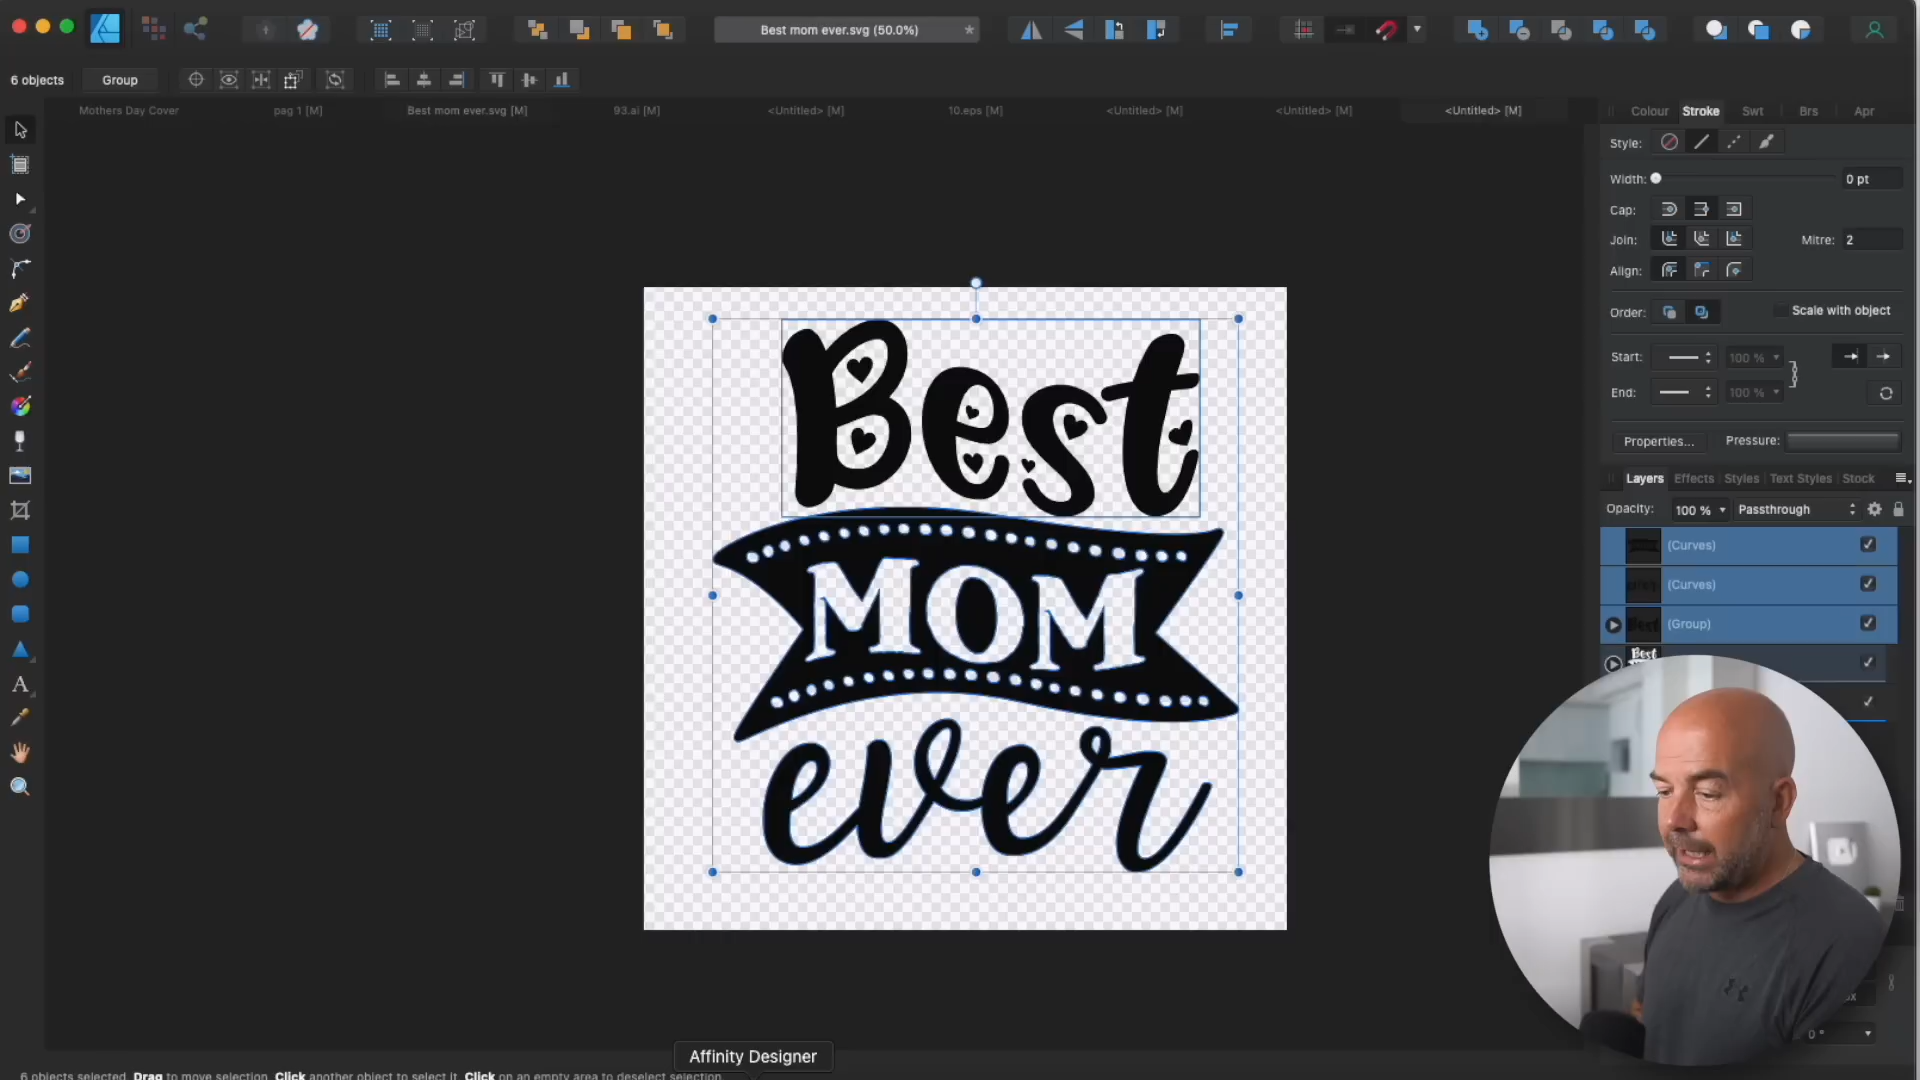 Best mom ever.svg (50.0%)
*
6 objects
Group
Mothers Day Cover
pag 1 [M]
Best mom ever.svg [M]
93.ai [M]
<Untitled> [M]
10.eps [M]
<Untitled> [M]
<Untitled> [M]
<Untitled> [M]
Colour
Stroke
Swt
Brs
Apr
Style:
Width:
0 pt
Cap:
Join:
Mitre:
2
Align:
Order:
Scale with object
Start:
100 %
End:
100 %
Properties...
Pressure:
Layers
Effects
Styles
Text Styles
Stock
Opacity:
100 %
Passthrough
(Curves)
(Curves)
(Group)
Best
Best
MOM
ever
0 °
Affinity Designer
6 objects selected. Drag to move selection. Click another object to select it. Click on an empty area to deselect selection.